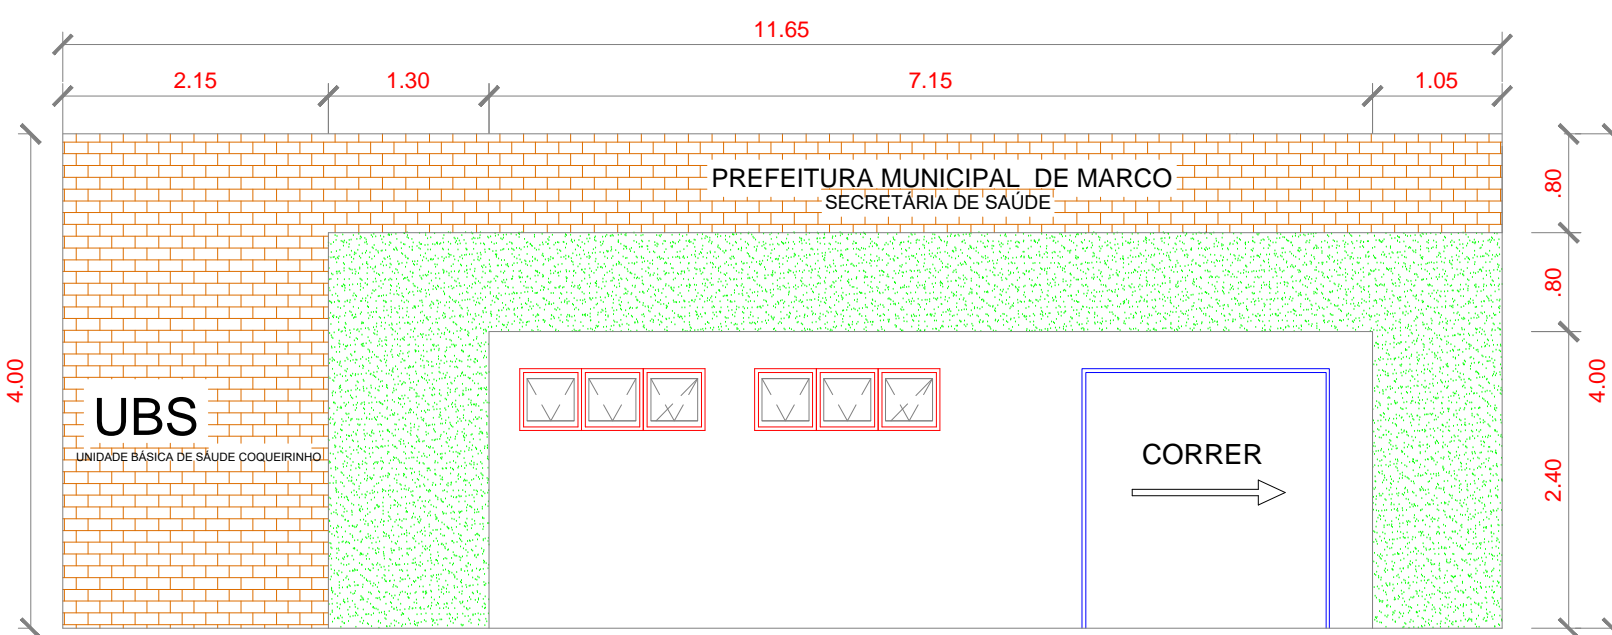 11.65
2.15
1.30
7.15
1.05
PREFEITURA MUNICIPAL DE MARCO
SECRETÁRIA DE SAÚDE
.80
.80
4.00
4.00
UBS
UNIDADE BÁSICA DE SÁUDE COQUEIRINHO
CORRER
2.40